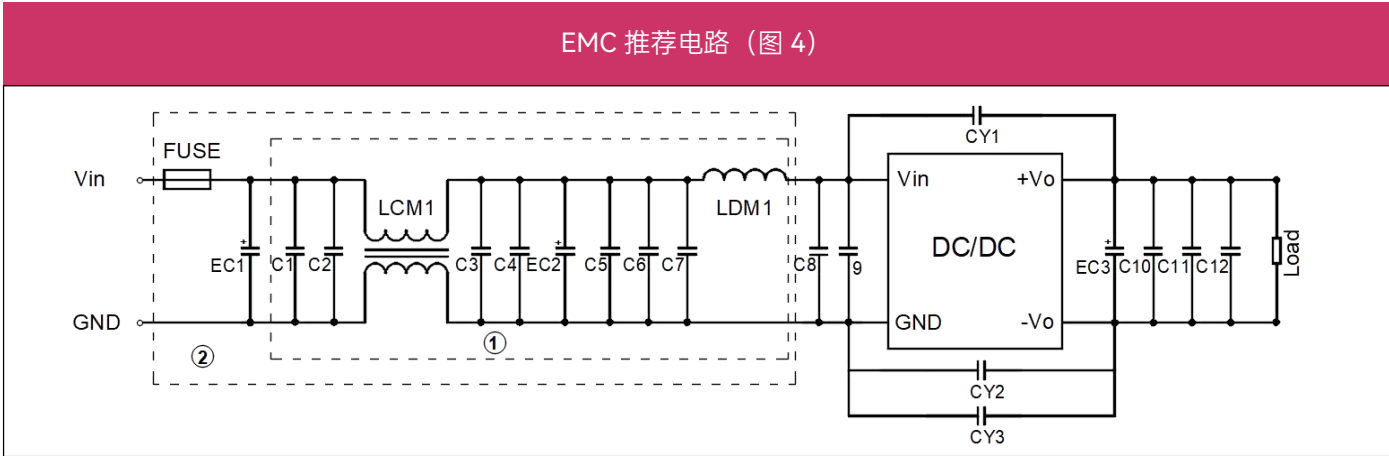 EMC 推荐电路（图 4）
CY1
FUSE
Vin
Vin
+Vo
LCM1
LDM1
DC/DC
EC1
C1
C2
C3
C4
EC2
C5
C6
C7
C8
9
EC3
C10
C11
C12
Load
GND
GND
-Vo
①
②
CY2
CY3